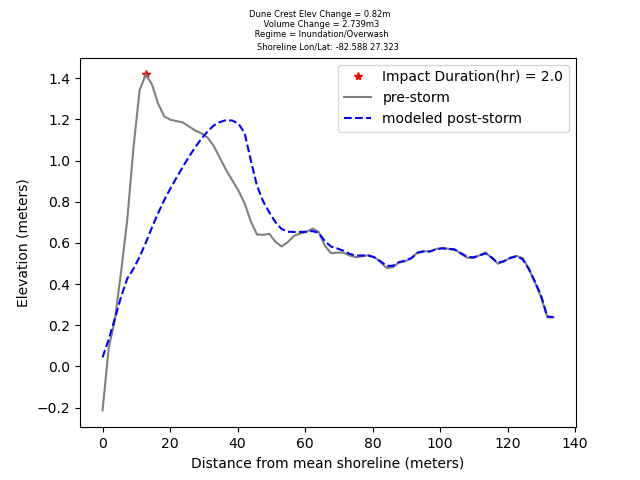 Dune Crest Elev Change = 0.82m
Volume Change = 2.739m3
Regime = Inundation/Overwash
Shoreline Lon/Lat: -82.588 27.323
Impact Duration(hr) = 2.0
pre-storm
modeled post-storm
Elevation (meters)
1.4
1.2
1.0
0.8
0.6
0.4
0.2
0.0
−0.2
0 20 40 60 80 100 120 140
Distance from mean shoreline (meters)